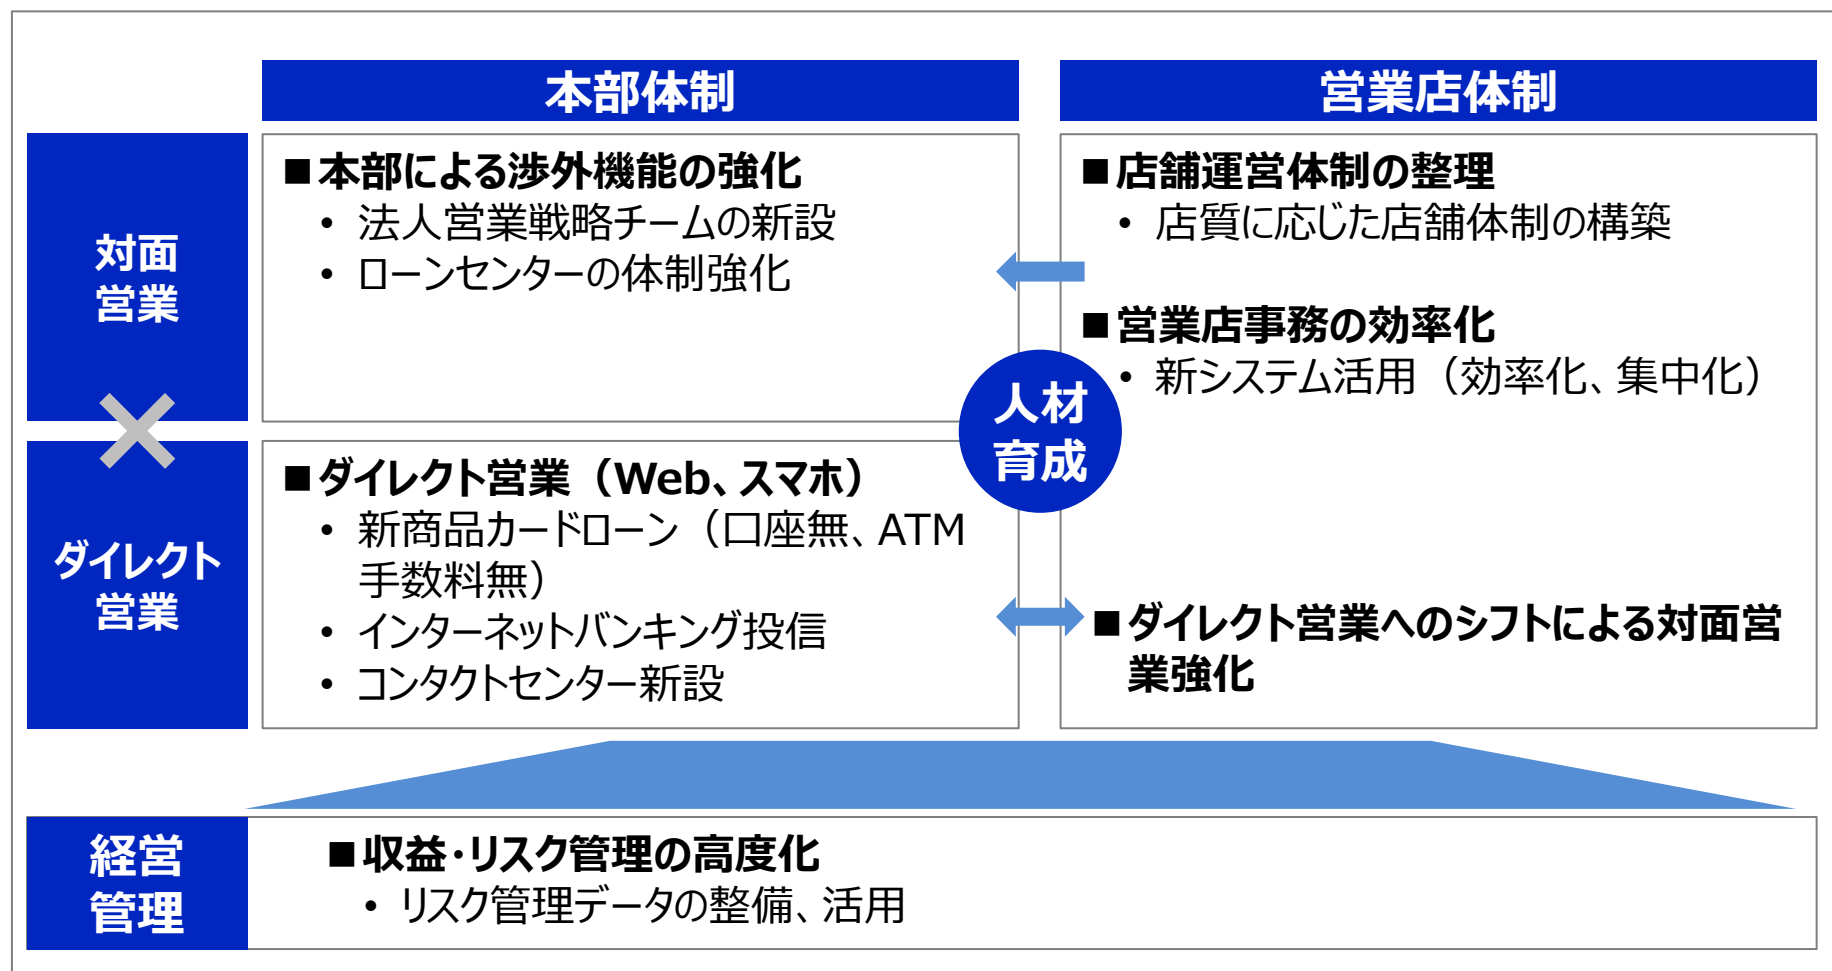 本部体制
営業店体制
対面
営業
■本部による渉外機能の強化
• 法人営業戦略チームの新設
• ローンセンターの体制強化
■店舗運営体制の整理
• 店質に応じた店舗体制の構築
■営業店事務の効率化
• 新システム活用（効率化、集中化）
人材
育成
ダイレクト
営業
■ダイレクト営業（Web、スマホ）
• 新商品カードローン（口座無、ATM
手数料無）
• インターネットバンキング投信
• コンタクトセンター新設
■ダイレクト営業へのシフトによる対面営
業強化
経営
管理
■収益・リスク管理の高度化
• リスク管理データの整備、活用